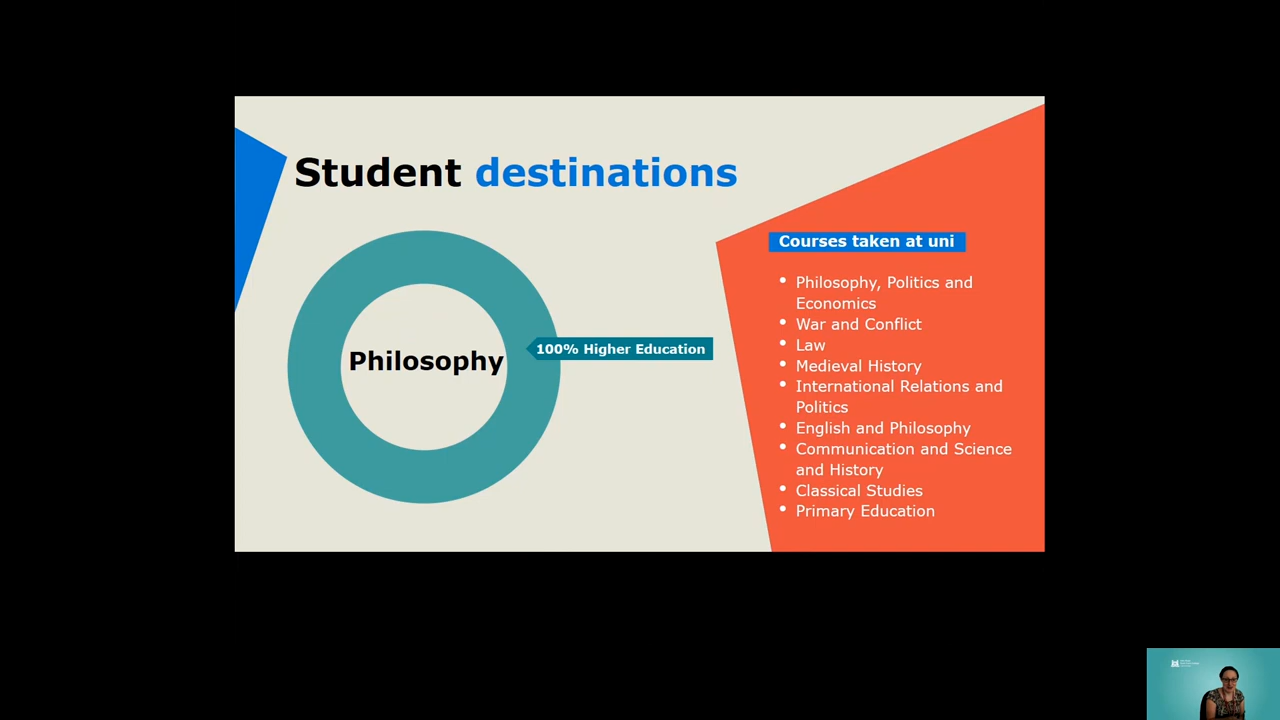 Student destinations
Courses taken at uni
Philosophy
100% Higher Education
• Philosophy, Politics and
Economics
• War and Conflict
• Law
• Medieval History
• International Relations and
Politics
• English and Philosophy
• Communication and Science
and History
• Classical Studies
• Primary Education